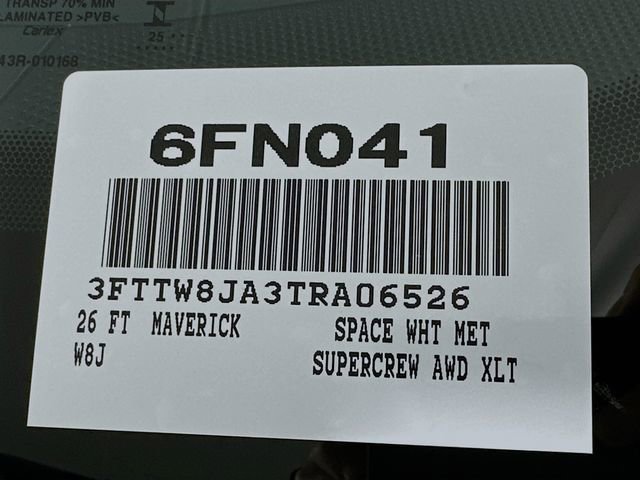 TRANSP 70% MIN
LAMINATED >PVB<
Carlex
25
43R-010168
6FN041
3FTTW8JA3TRA06526
26 FT MAVERICK SPACE WHT MET
W8J SUPERCREW AWD XLT